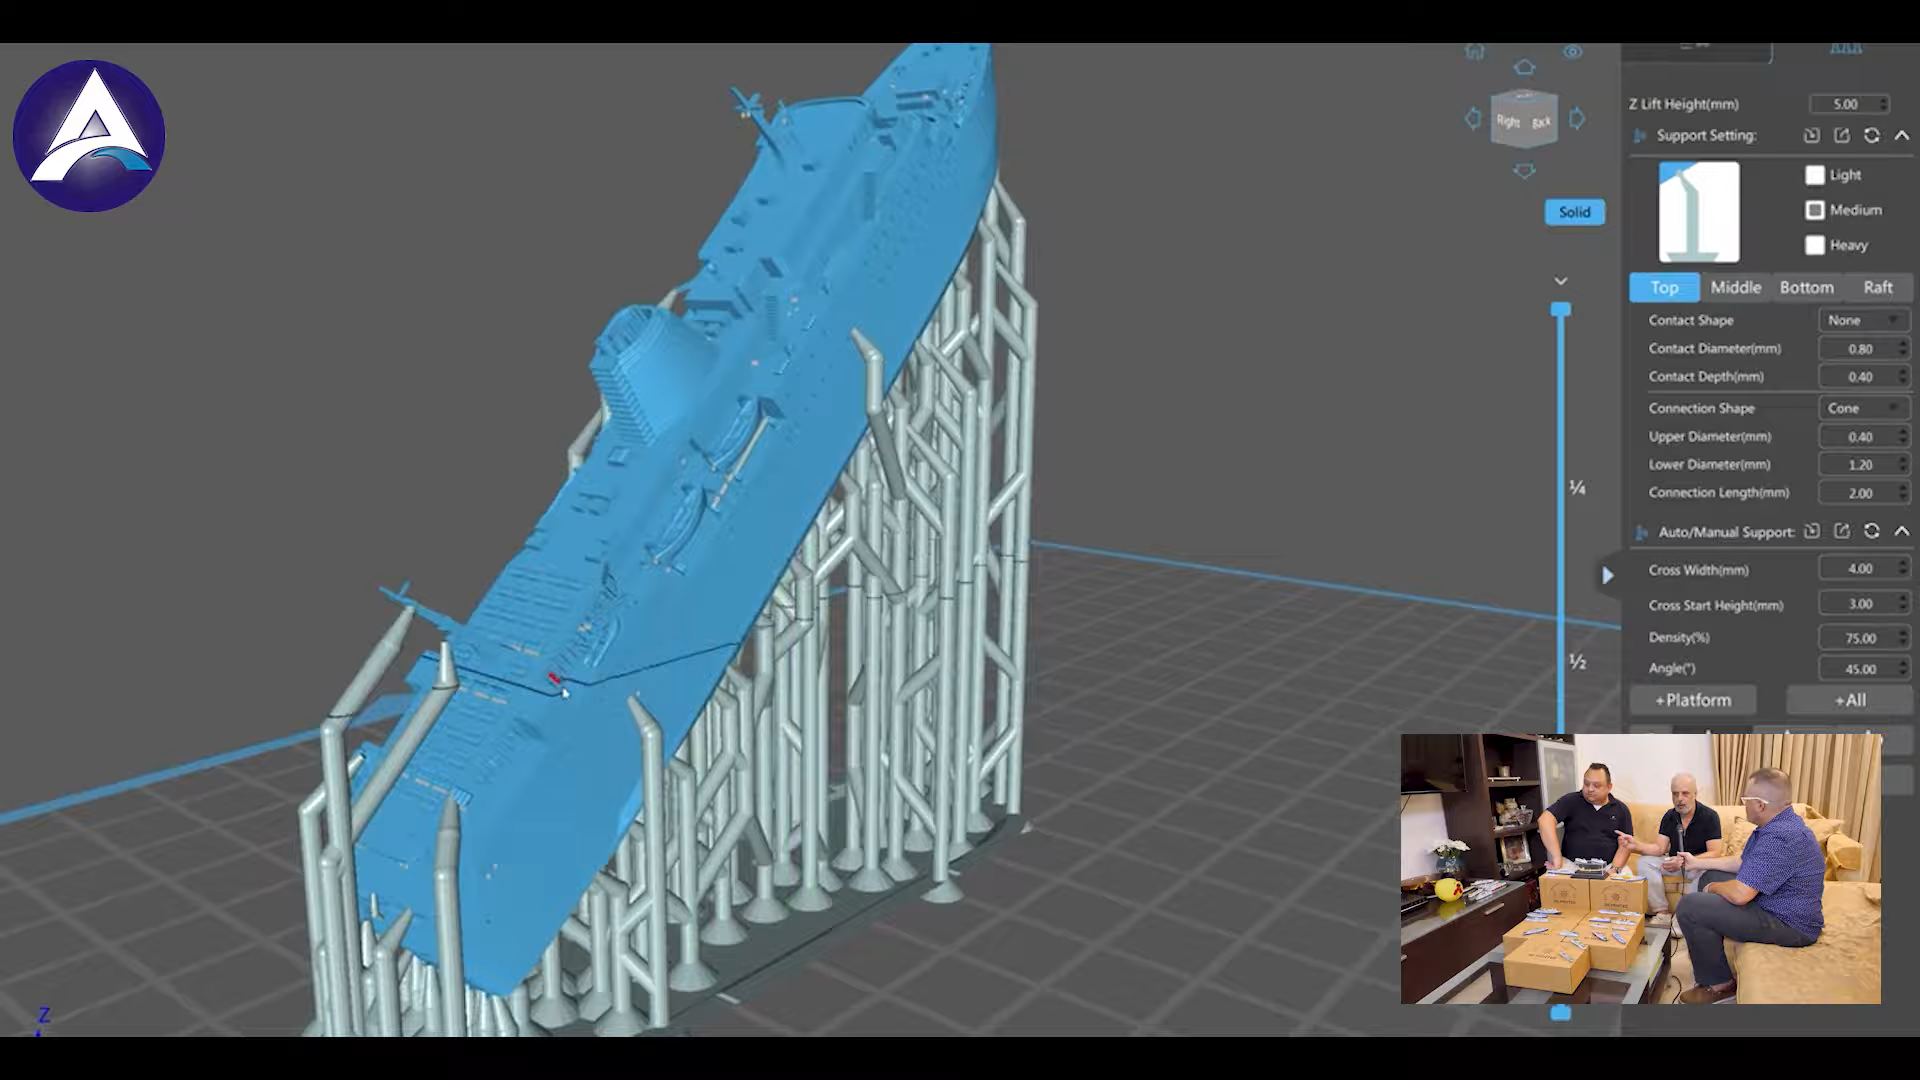 Z Lift Height(mm) 5.00
Support Setting:
Light
Medium
Heavy
Right Back
Solid
Top Middle Bottom Raft
Contact Shape None
Contact Diameter(mm) 0.80
Contact Depth(mm) 0.40
Connection Shape Cone
Upper Diameter(mm) 0.40
Lower Diameter(mm) 1.20
Connection Length(mm) 2.00
¼
Auto/Manual Support:
Cross Width(mm) 4.00
Cross Start Height(mm) 3.00
Density(%) 75.00
½
Angle(°) 45.00
+Platform +All
Z